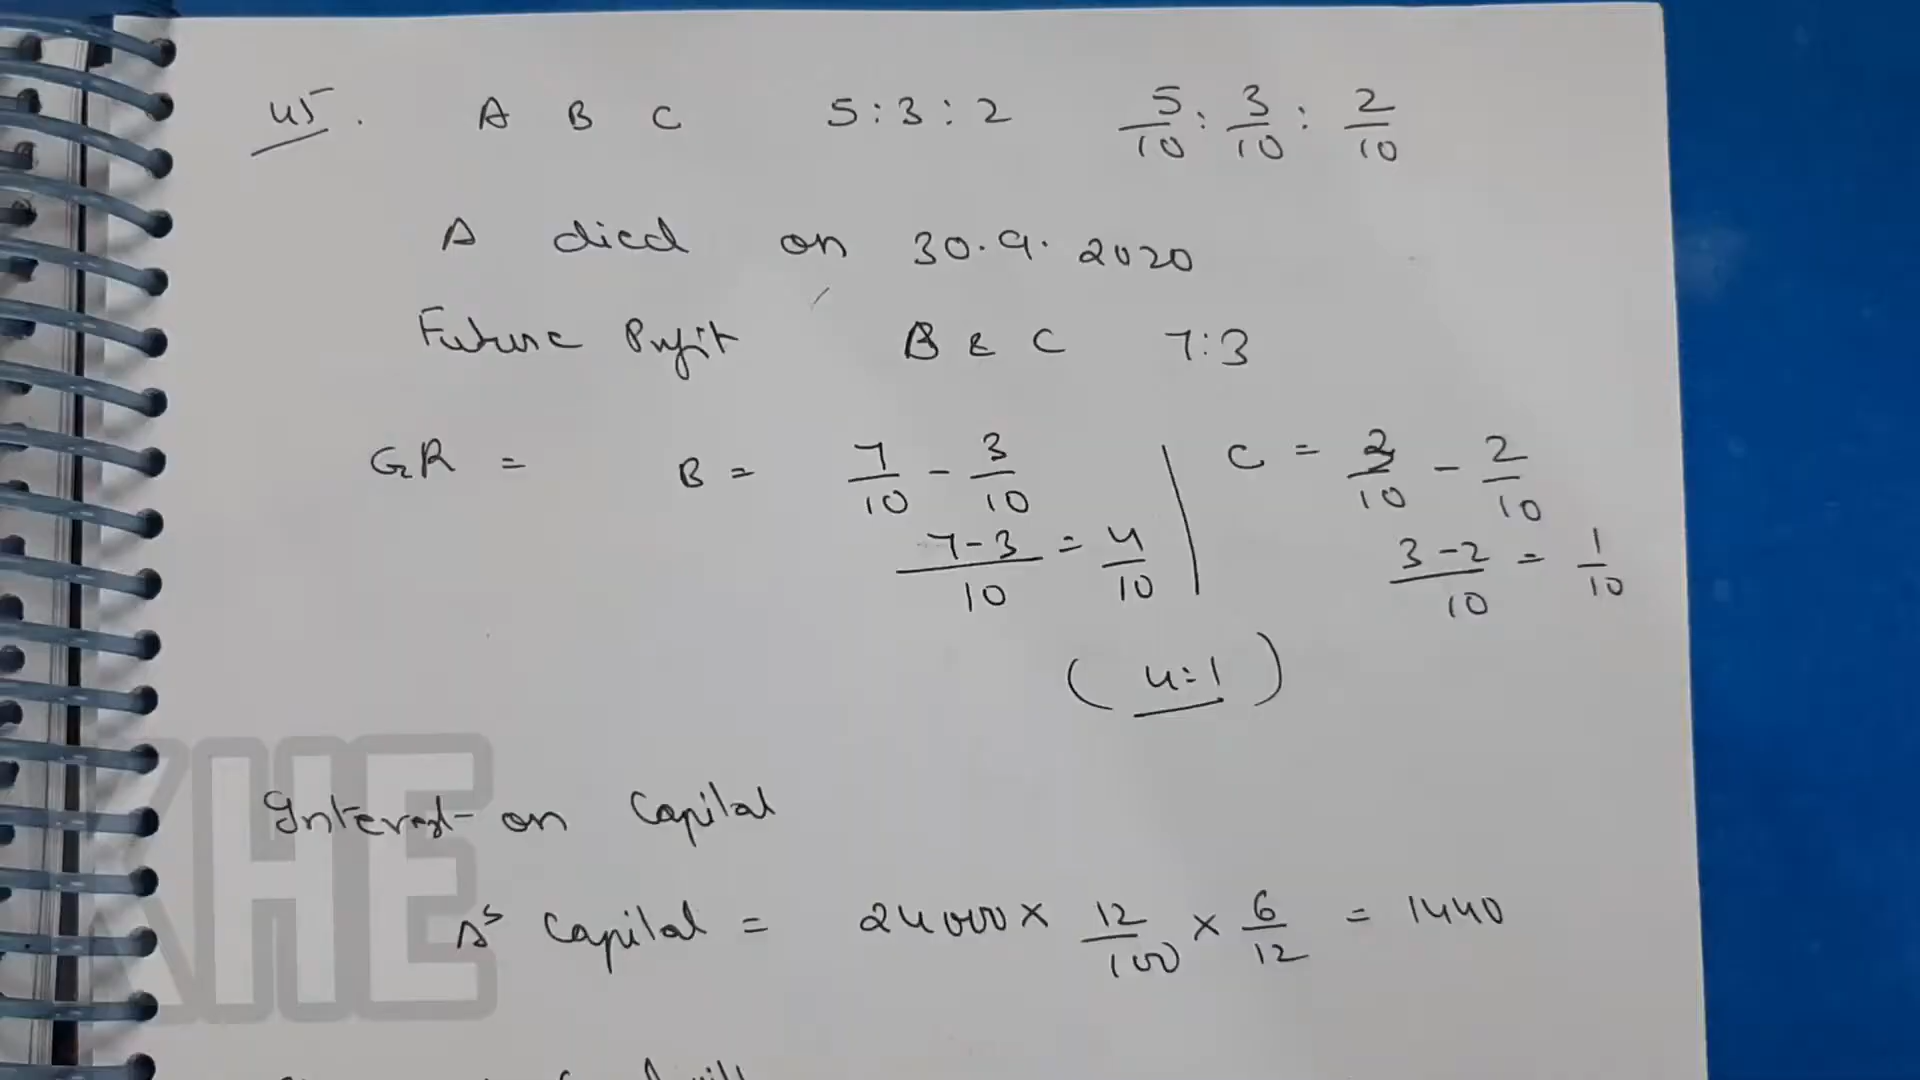 45. A B C 5:3:2 5/10 : 3/10 : 2/10
A died on 30.9.2020
Future Profit B & C 7:3
GR = B = 7/10 - 3/10 C = 3/10 - 2/10
7-3/10 = 4/10 3-2/10 = 1/10
(4:1)
Interest on Capital
A's Capital = 24000 x 12/100 x 6/12 = 1440
KHE